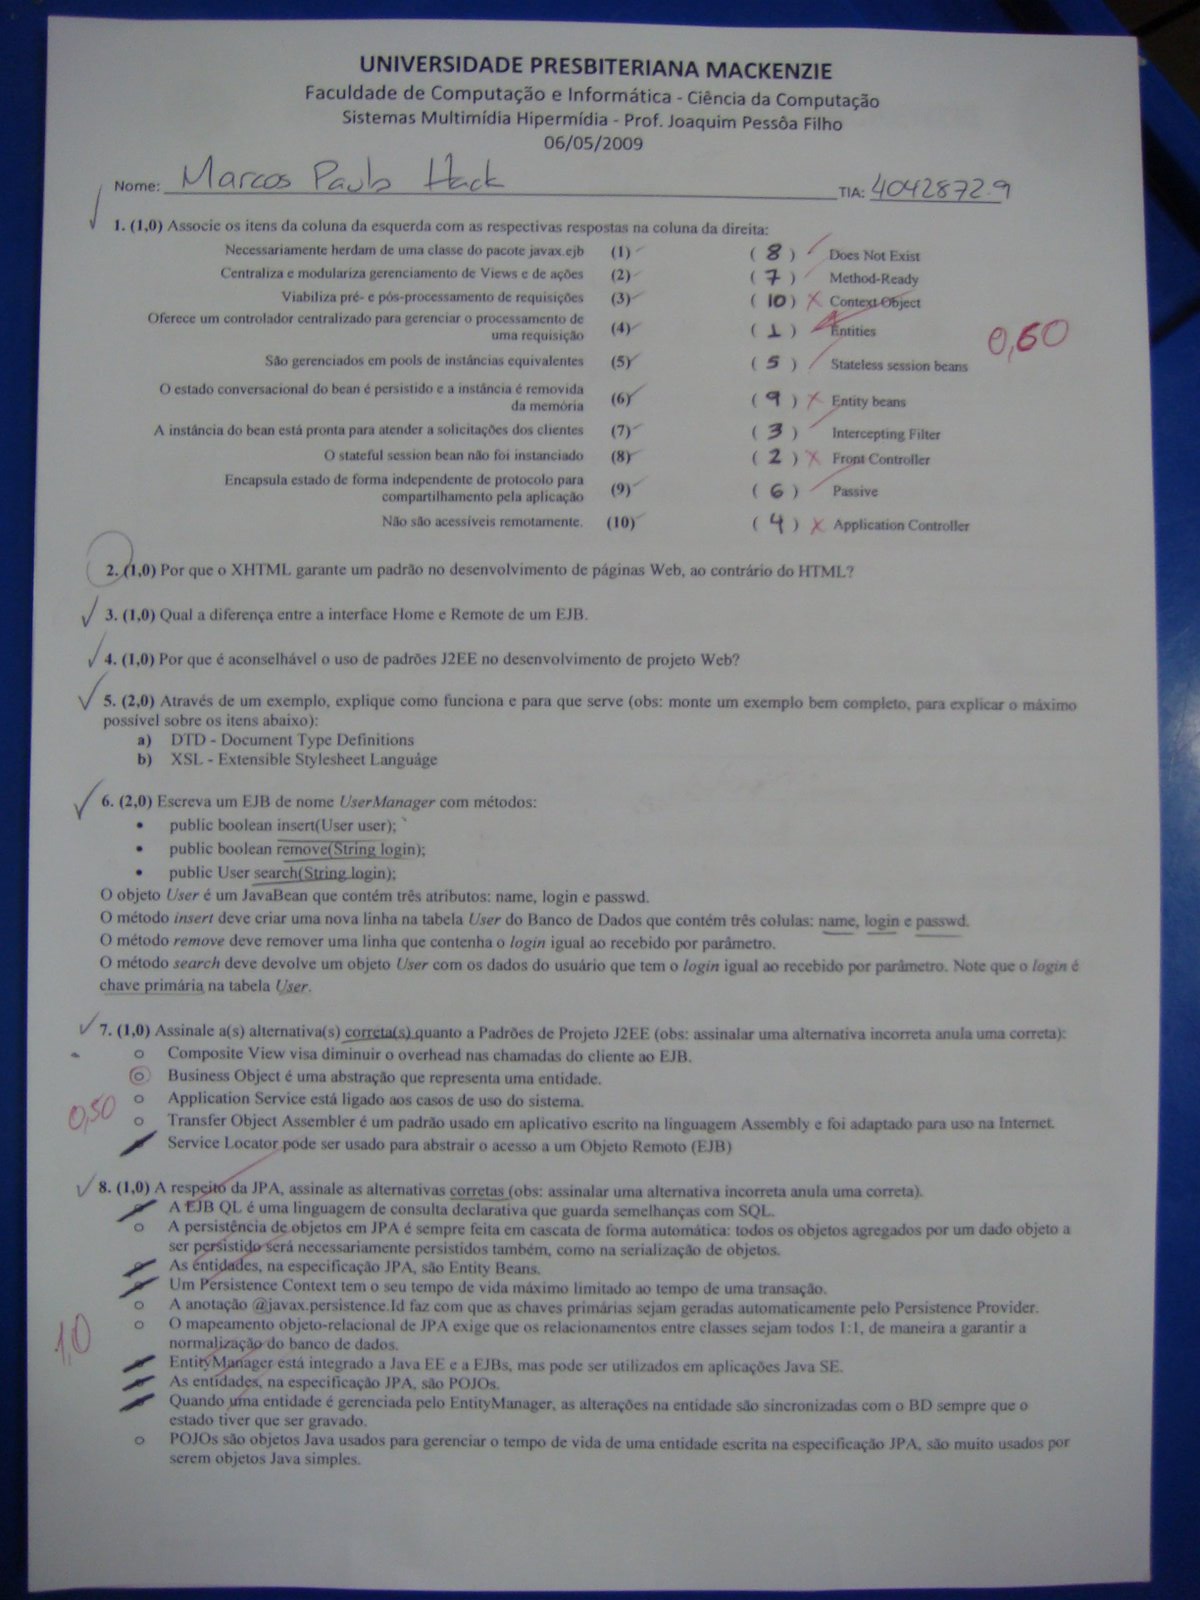 UNIVERSIDADE PRESBITERIANA MACKENZIE
Faculdade de Computação e Informática - Ciência da Computação
Sistemas Multimídia Hipermídia - Prof. Joaquim Pessôa Filho
06/05/2009
Nome: Marcos Paulo Hack TIA: 4042872-9
1. (1,0) Associe os itens da coluna da esquerda com as respectivas respostas na coluna da direita:
Necessariamente herdam de uma classe do pacote javax.ejb (1) ( 8 ) Does Not Exist
Centraliza e modulariza gerenciamento de Views e de ações (2) ( 7 ) Method-Ready
Viabiliza pré- e pós-processamento de requisições (3) ( 10 ) Context Object
Oferece um controlador centralizado para gerenciar o processamento de
uma requisição (4) ( 1 ) Entities
0,60
São gerenciados em pools de instâncias equivalentes (5) ( 5 ) Stateless session beans
O estado conversacional do bean é persistido e a instância é removida
da memória (6) ( 9 ) Entity beans
A instância do bean está pronta para atender a solicitações dos clientes (7) ( 3 ) Intercepting Filter
O stateful session bean não foi instanciado (8) ( 2 ) Front Controller
Encapsula estado de forma independente de protocolo para
compartilhamento pela aplicação (9) ( 6 ) Passive
Não são acessíveis remotamente. (10) ( 4 ) Application Controller
2. (1,0) Por que o XHTML garante um padrão no desenvolvimento de páginas Web, ao contrário do HTML?
3. (1,0) Qual a diferença entre a interface Home e Remote de um EJB.
4. (1,0) Por que é aconselhável o uso de padrões J2EE no desenvolvimento de projeto Web?
5. (2,0) Através de um exemplo, explique como funciona e para que serve (obs: monte um exemplo bem completo, para explicar o máximo
possível sobre os itens abaixo):
a) DTD - Document Type Definitions
b) XSL - Extensible Stylesheet Languáge
6. (2,0) Escreva um EJB de nome UserManager com métodos:
• public boolean insert(User user);
• public boolean remove(String login);
• public User search(String login);
O objeto User é um JavaBean que contém três atributos: name, login e passwd.
O método insert deve criar uma nova linha na tabela User do Banco de Dados que contém três colulas: name, login e passwd.
O método remove deve remover uma linha que contenha o login igual ao recebido por parâmetro.
O método search deve devolve um objeto User com os dados do usuário que tem o login igual ao recebido por parâmetro. Note que o login é
chave primária na tabela User.
7. (1,0) Assinale a(s) alternativa(s) correta(s) quanto a Padrões de Projeto J2EE (obs: assinalar uma alternativa incorreta anula uma correta):
Composite View visa diminuir o overhead nas chamadas do cliente ao EJB.
Business Object é uma abstração que representa uma entidade.
Application Service está ligado aos casos de uso do sistema.
0,50
Transfer Object Assembler é um padrão usado em aplicativo escrito na linguagem Assembly e foi adaptado para uso na Internet.
Service Locator pode ser usado para abstrair o acesso a um Objeto Remoto (EJB)
8. (1,0) A respeito da JPA, assinale as alternativas corretas (obs: assinalar uma alternativa incorreta anula uma correta).
A EJB QL é uma linguagem de consulta declarativa que guarda semelhanças com SQL.
A persistência de objetos em JPA é sempre feita em cascata de forma automática: todos os objetos agregados por um dado objeto a
ser persistido será necessariamente persistidos também, como na serialização de objetos.
As entidades, na especificação JPA, são Entity Beans.
Um Persistence Context tem o seu tempo de vida máximo limitado ao tempo de uma transação.
A anotação @javax.persistence.Id faz com que as chaves primárias sejam geradas automaticamente pelo Persistence Provider.
O mapeamento objeto-relacional de JPA exige que os relacionamentos entre classes sejam todos 1:1, de maneira a garantir a
1,0
normalização do banco de dados.
EntityManager está integrado a Java EE e a EJBs, mas pode ser utilizados em aplicações Java SE.
As entidades, na especificação JPA, são POJOs.
Quando uma entidade é gerenciada pelo EntityManager, as alterações na entidade são sincronizadas com o BD sempre que o
estado tiver que ser gravado.
POJOs são objetos Java usados para gerenciar o tempo de vida de uma entidade escrita na especificação JPA, são muito usados por
serem objetos Java simples.